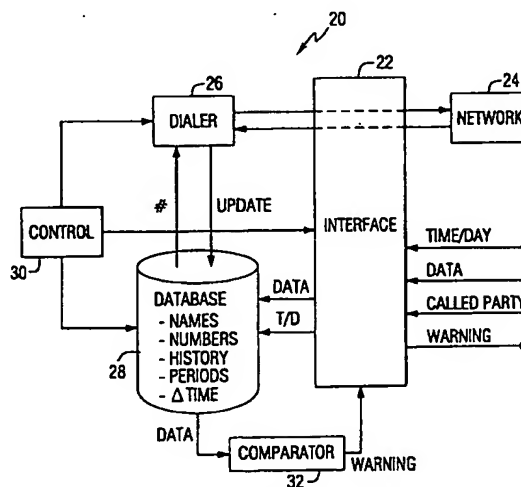 20
22
24
26
DIALER
NETWORK
#
UPDATE
CONTROL
30
INTERFACE
TIME/DAY
DATA
CALLED PARTY
WARNING
DATA
T/D
DATABASE
- NAMES
- NUMBERS
- HISTORY
- PERIODS
- Δ TIME
28
DATA
COMPARATOR
32
WARNING